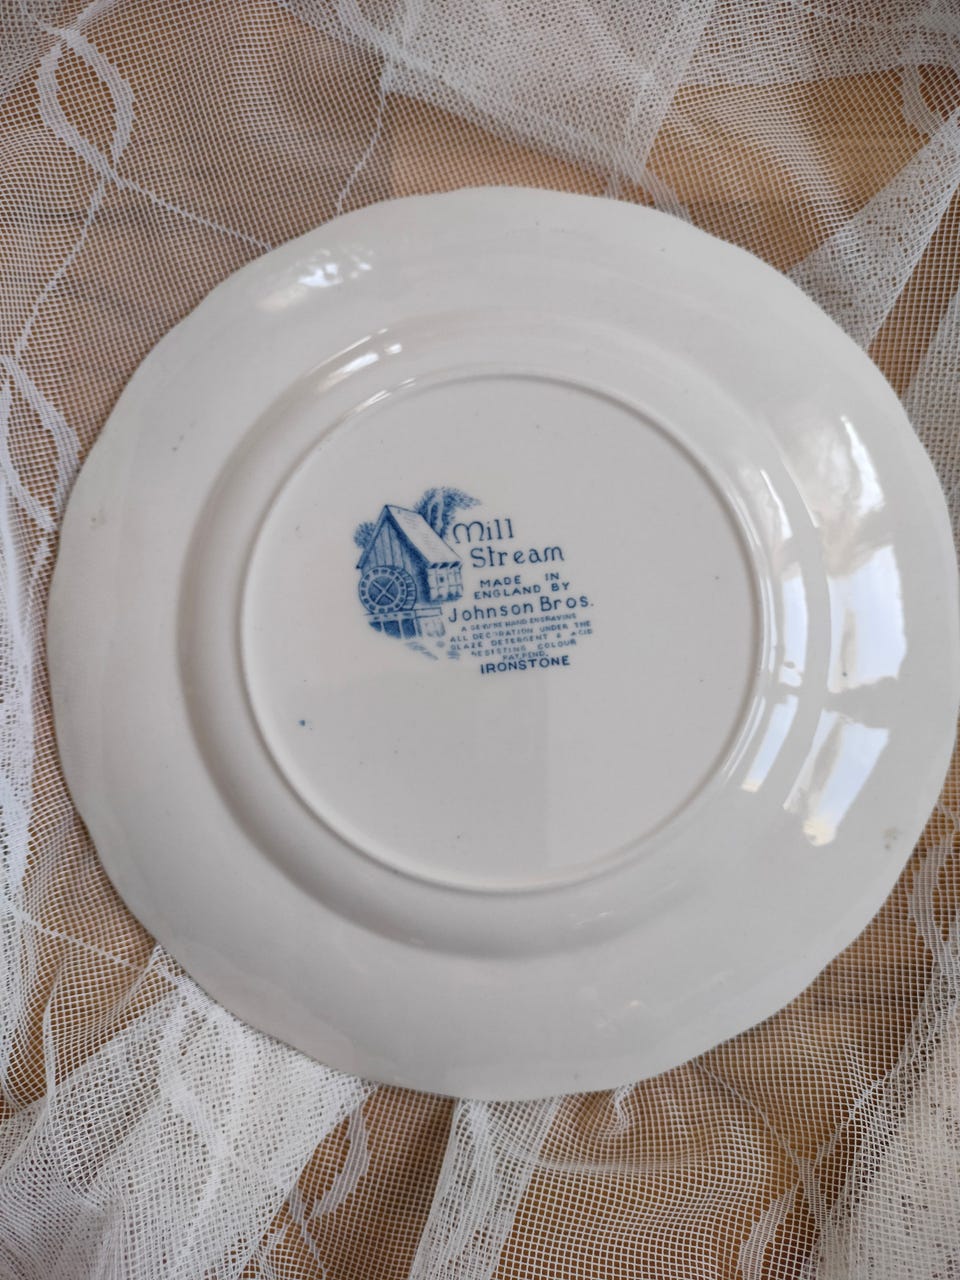 Mill
Stream
MADE IN
ENGLAND BY
Johnson Bros.
A GENUINE HAND ENGRAVING
ALL DECORATION UNDER THE
GLAZE DETERGENT & ACID
RESISTING COLOUR
PAT.PEND.
IRONSTONE